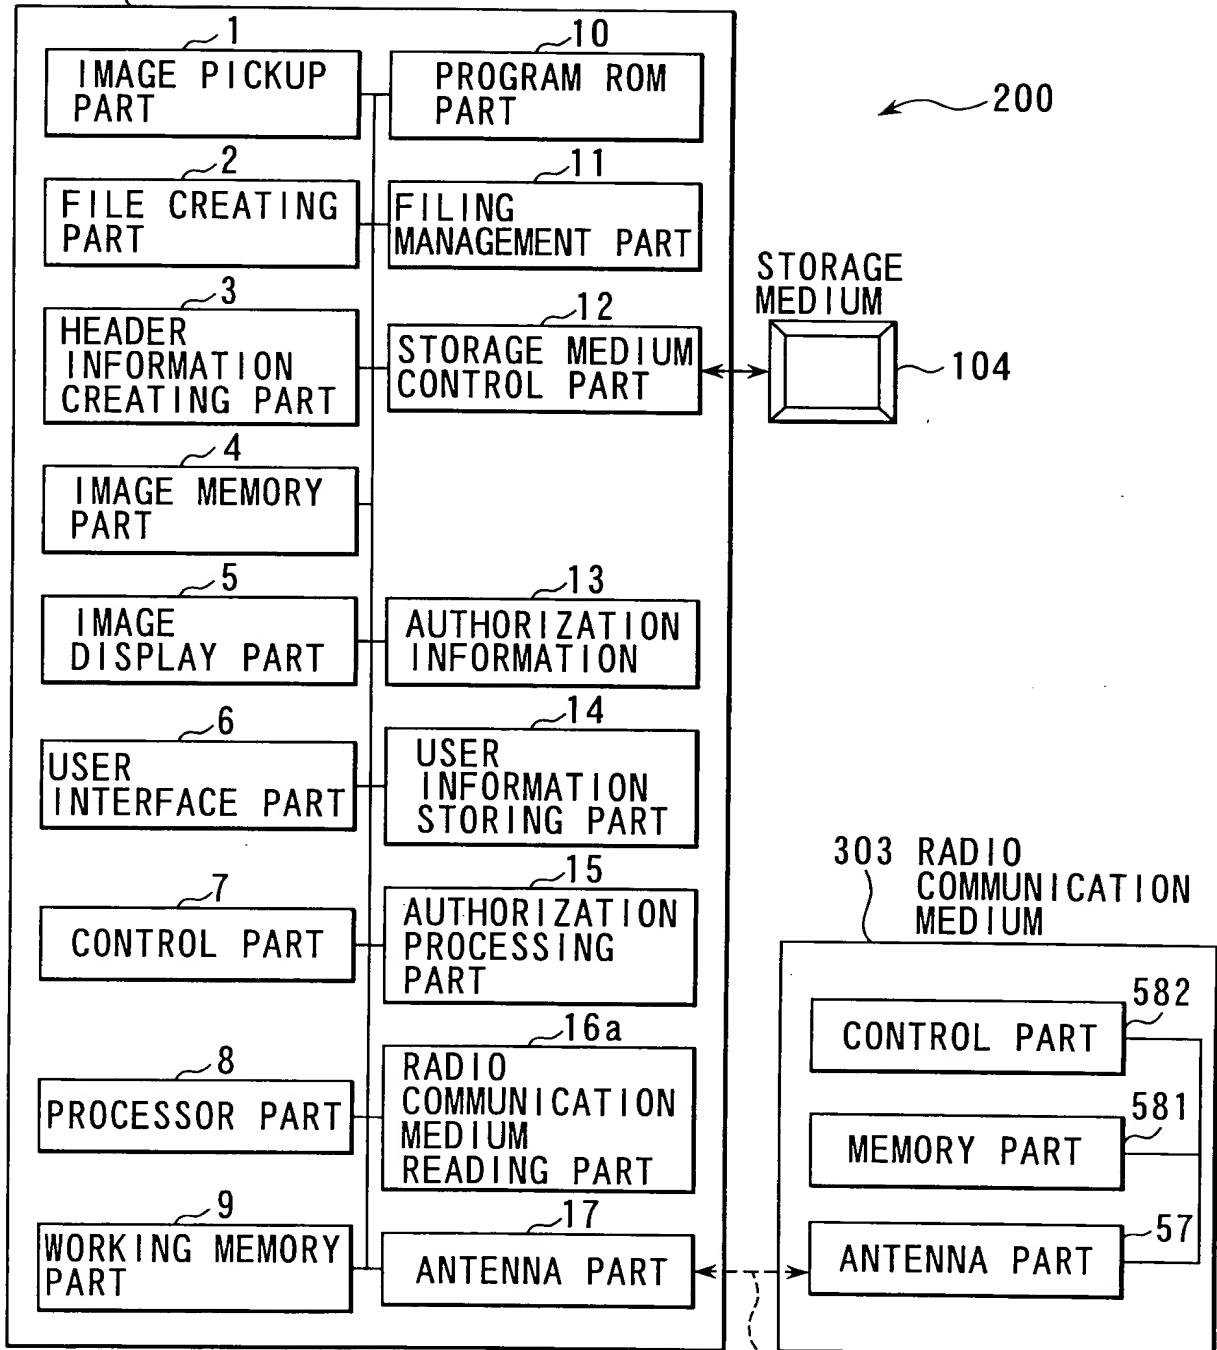 1
IMAGE PICKUP
PART
10
PROGRAM ROM
PART
200
2
FILE CREATING
PART
11
FILING
MANAGEMENT PART
STORAGE
MEDIUM
3
HEADER
INFORMATION
CREATING PART
12
STORAGE MEDIUM
CONTROL PART
104
4
IMAGE MEMORY
PART
5
IMAGE
DISPLAY PART
13
AUTHORIZATION
INFORMATION
6
USER
INTERFACE PART
14
USER
INFORMATION
STORING PART
303 RADIO
COMMUNICATION
MEDIUM
7
CONTROL PART
15
AUTHORIZATION
PROCESSING
PART
582
CONTROL PART
8
PROCESSOR PART
16a
RADIO
COMMUNICATION
MEDIUM
READING PART
581
MEMORY PART
9
WORKING MEMORY
PART
17
ANTENNA PART
57
ANTENNA PART